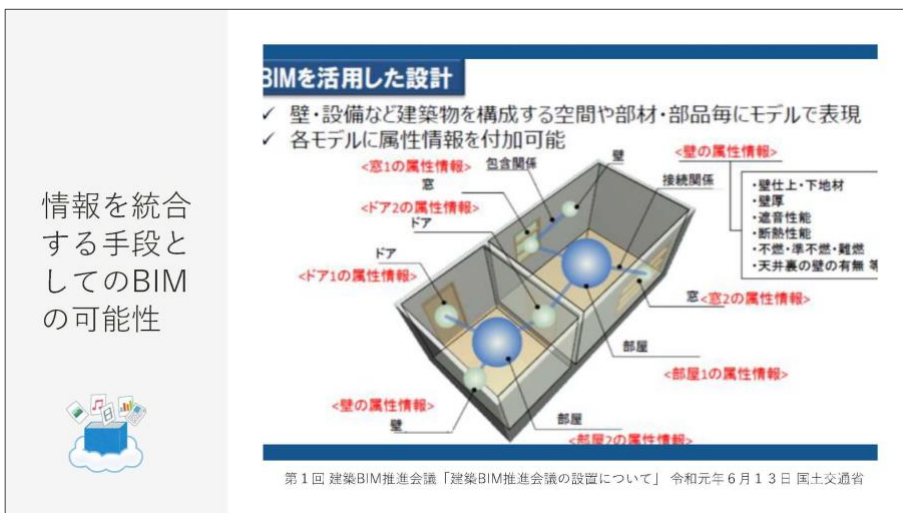 情報を統合
する手段と
してのBIM
の可能性
BIMを活用した設計
✓ 壁・設備など建築物を構成する空間や部材・部品毎にモデルで表現
✓ 各モデルに属性情報を付加可能
<窓1の属性情報>
窓
包含関係
壁
<壁の属性情報>
接続関係
・壁仕上・下地材
・壁厚
・遮音性能
・断熱性能
・不燃・準不燃・難燃
・天井裏の壁の有無 等
<ドア2の属性情報>
ドア
ドア
<ドア1の属性情報>
窓
<窓2の属性情報>
部屋
<部屋1の属性情報>
<壁の属性情報>
壁
部屋
<部屋2の属性情報>
第1回 建築BIM推進会議「建築BIM推進会議の設置について」 令和元年6月13日 国土交通省